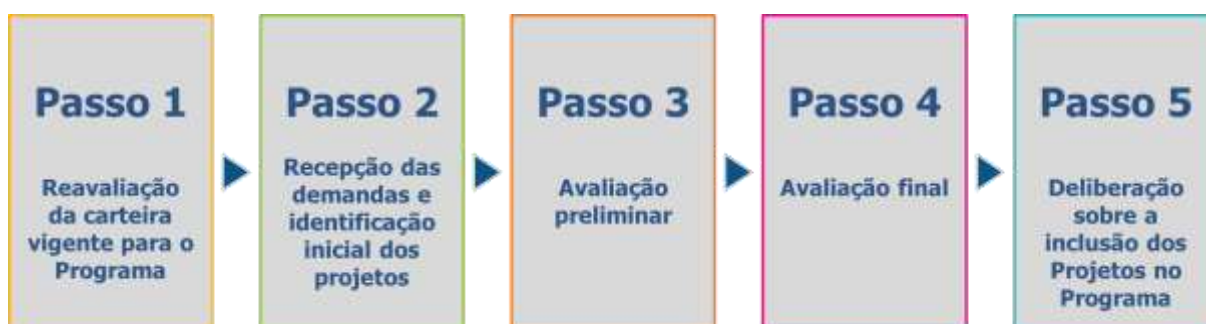 Passo 1
Reavaliação
da carteira
vigente para o
Programa
Passo 2
Recepção das
demandas e
identificação
inicial dos
projetos
Passo 3
Avaliação
preliminar
Passo 4
Avaliação final
Passo 5
Deliberação
sobre a
inclusão dos
Projetos no
Programa